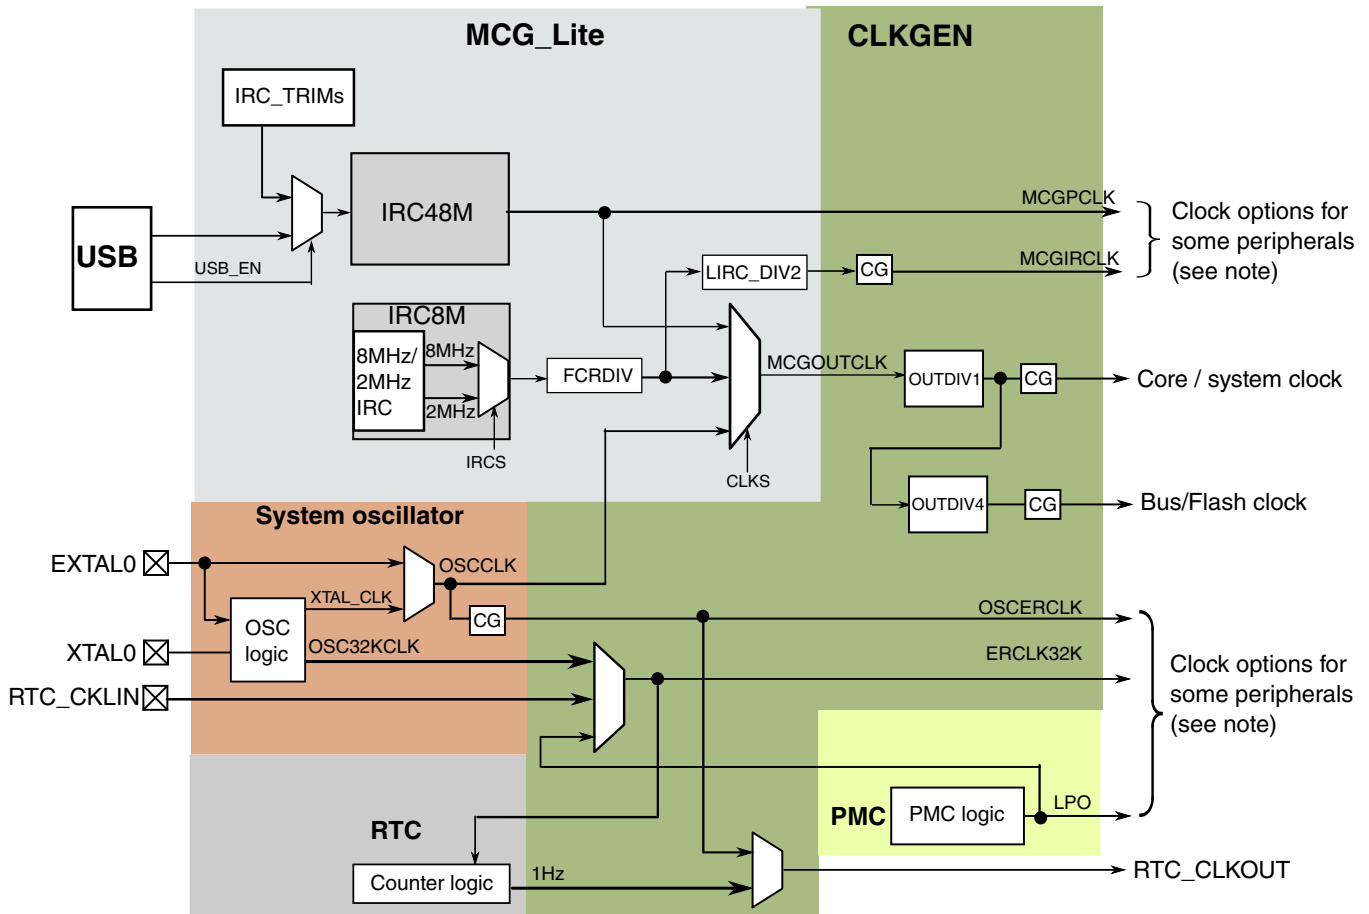 MCG_Lite
CLKGEN
IRC_TRIMs
IRC48M
MCGPCLK
Clock options for
some peripherals
(see note)
USB
USB_EN
LIRC_DIV2
CG
MCGIRCLK
IRC8M
8MHz/
2MHz
IRC
8MHz
2MHz
FCRDIV
MCGOUTCLK
OUTDIV1
CG
Core / system clock
IRCS
CLKS
OUTDIV4
CG
Bus/Flash clock
System oscillator
EXTAL0
OSCCLK
XTAL_CLK
CG
OSCERCLK
OSC
logic
XTAL0
OSC32KCLK
ERCLK32K
RTC_CKLIN
Clock options for
some peripherals
(see note)
PMC
PMC logic
LPO
RTC
Counter logic
1Hz
RTC_CLKOUT